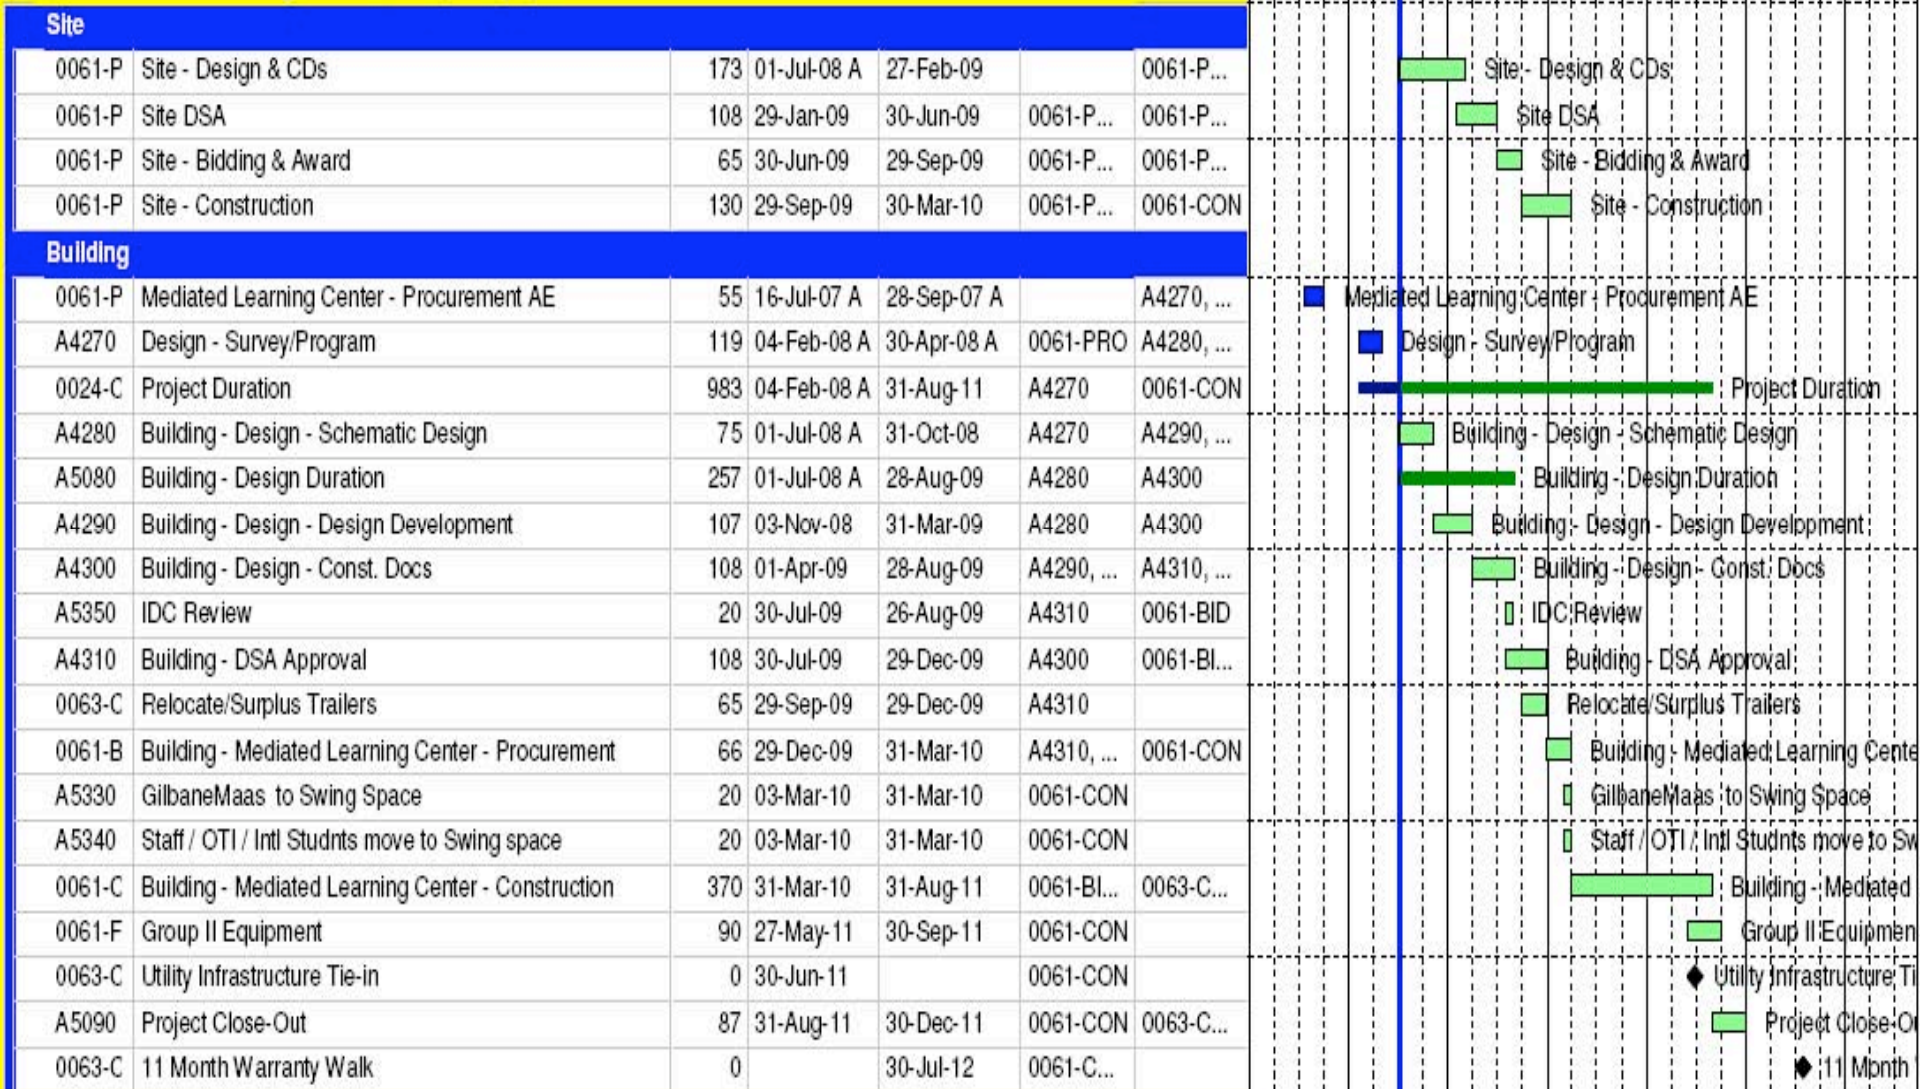 Site
0061-P Site - Design & CDs 173 01-Jul-08 A 27-Feb-09 0061-P... Site - Design & CDs
0061-P Site DSA 108 29-Jan-09 30-Jun-09 0061-P... 0061-P... Site DSA
0061-P Site - Bidding & Award 65 30-Jun-09 29-Sep-09 0061-P... 0061-P... Site - Bidding & Award
0061-P Site - Construction 130 29-Sep-09 30-Mar-10 0061-P... 0061-CON Site - Construction
Building
0061-P Mediated Learning Center - Procurement AE 55 16-Jul-07 A 28-Sep-07 A A4270, ... Mediated Learning Center - Procurement AE
A4270 Design - Survey/Program 119 04-Feb-08 A 30-Apr-08 A 0061-PRO A4280, ... Design - Survey/Program
0024-C Project Duration 983 04-Feb-08 A 31-Aug-11 A4270 0061-CON Project Duration
A4280 Building - Design - Schematic Design 75 01-Jul-08 A 31-Oct-08 A4270 A4290, ... Building - Design - Schematic Design
A5080 Building - Design Duration 257 01-Jul-08 A 28-Aug-09 A4280 A4300 Building - Design Duration
A4290 Building - Design - Design Development 107 03-Nov-08 31-Mar-09 A4280 A4300 Building - Design - Design Development
A4300 Building - Design - Const. Docs 108 01-Apr-09 28-Aug-09 A4290, ... A4310, ... Building - Design - Const. Docs
A5350 IDC Review 20 30-Jul-09 26-Aug-09 A4310 0061-BID IDC Review
A4310 Building - DSA Approval 108 30-Jul-09 29-Dec-09 A4300 0061-BI... Building - DSA Approval
0063-C Relocate/Surplus Trailers 65 29-Sep-09 29-Dec-09 A4310 Relocate/Surplus Trailers
0061-B Building - Mediated Learning Center - Procurement 66 29-Dec-09 31-Mar-10 A4310, ... 0061-CON Building - Mediated Learning Cente
A5330 GilbaneMaas to Swing Space 20 03-Mar-10 31-Mar-10 0061-CON GilbaneMaas to Swing Space
A5340 Staff / OTI / Intl Studnts move to Swing space 20 03-Mar-10 31-Mar-10 0061-CON Staff / OTI / Intl Studnts move to Sw
0061-C Building - Mediated Learning Center - Construction 370 31-Mar-10 31-Aug-11 0061-BI... 0063-C... Building - Mediated
0061-F Group II Equipment 90 27-May-11 30-Sep-11 0061-CON Group II Equipmen
0063-C Utility Infrastructure Tie-in 0 30-Jun-11 0061-CON Utility Infrastructure Ti
A5090 Project Close-Out 87 31-Aug-11 30-Dec-11 0061-CON 0063-C... Project Close-Ou
0063-C 11 Month Warranty Walk 0 30-Jul-12 0061-C... 11 Month